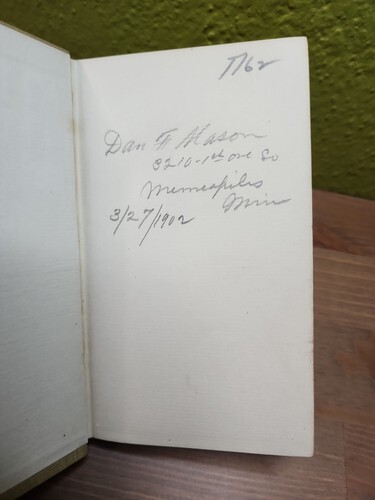 T762
Dan F Mason
3210-1st ave So
Minneapolis
Minn
3/27/1902